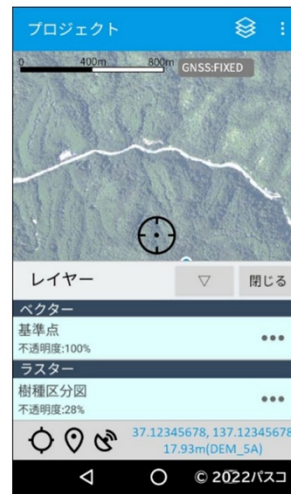 プロジェクト
0 400m 800m
GNSS:FIXED
レイヤー ▽ 閉じる
ベクター
基準点
不透明度:100%
ラスター
樹種区分図
不透明度:28%
37.12345678, 137.12345678
17.93m(DEM_5A)
© 2022パスコ